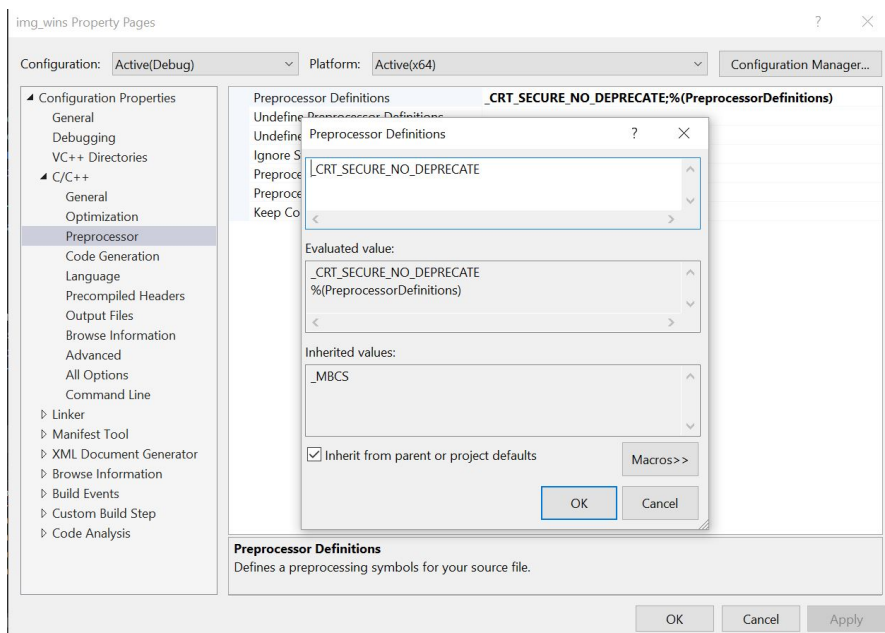 img_wins Property Pages
? ×
Configuration: Active(Debug) Platform: Active(x64) Configuration Manager...
Configuration Properties
General
Debugging
VC++ Directories
C/C++
General
Optimization
Preprocessor
Code Generation
Language
Precompiled Headers
Output Files
Browse Information
Advanced
All Options
Command Line
Linker
Manifest Tool
XML Document Generator
Browse Information
Build Events
Custom Build Step
Code Analysis
Preprocessor Definitions _CRT_SECURE_NO_DEPRECATE;%(PreprocessorDefinitions)
Undefine Preprocessor Definitions
Undefine
Ignore S
Preproce
Preproce
Keep Co
Preprocessor Definitions ? ×
_CRT_SECURE_NO_DEPRECATE
Evaluated value:
_CRT_SECURE_NO_DEPRECATE
%(PreprocessorDefinitions)
Inherited values:
_MBCS
Inherit from parent or project defaults
Macros>>
OK Cancel
Preprocessor Definitions
Defines a preprocessing symbols for your source file.
OK Cancel Apply